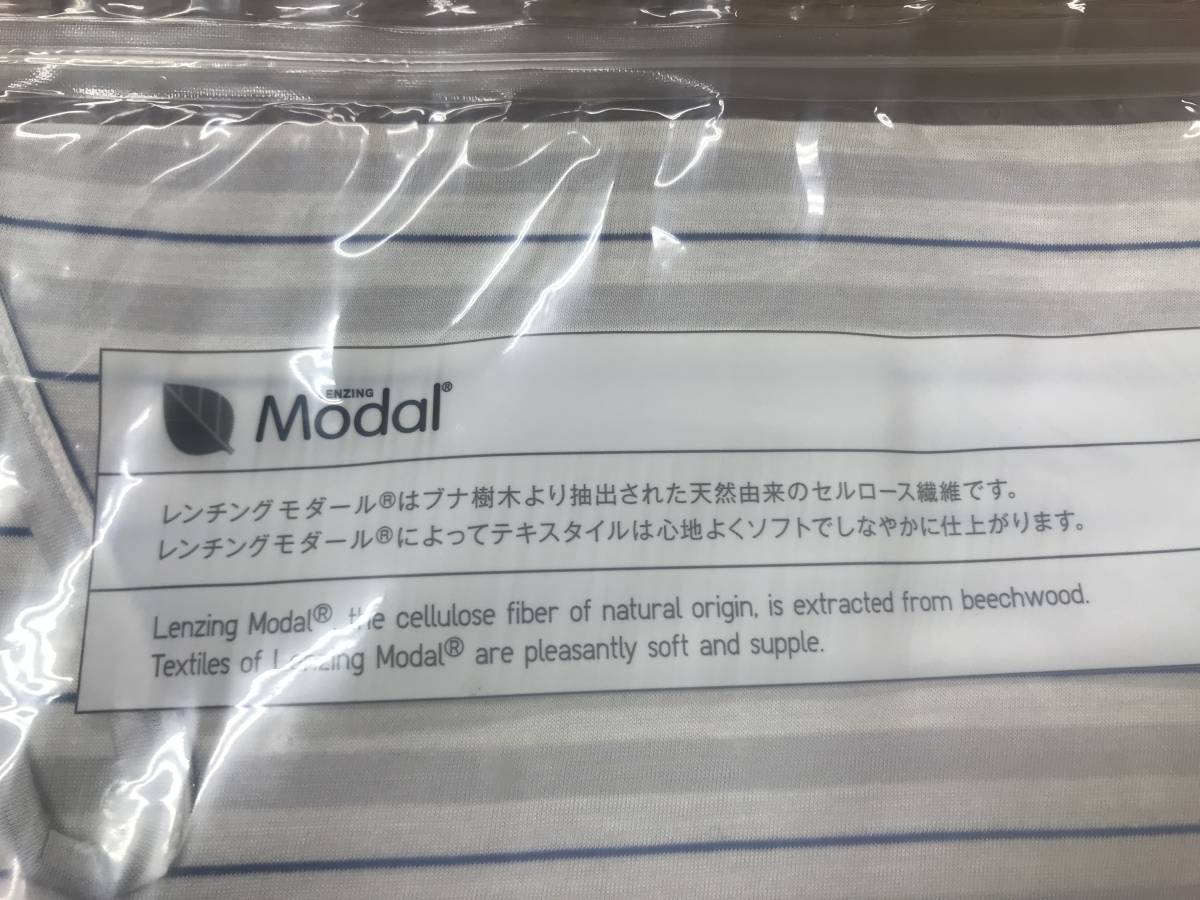 ENZING
Modal®
レンチングモダール®はブナ樹木より抽出された天然由来のセルロース繊維です。
レンチングモダール®によってテキスタイルは心地よくソフトでしなやかに仕上がります。
Lenzing Modal® the cellulose fiber of natural origin, is extracted from beechwood.
Textiles of Lenzing Modal® are pleasantly soft and supple.